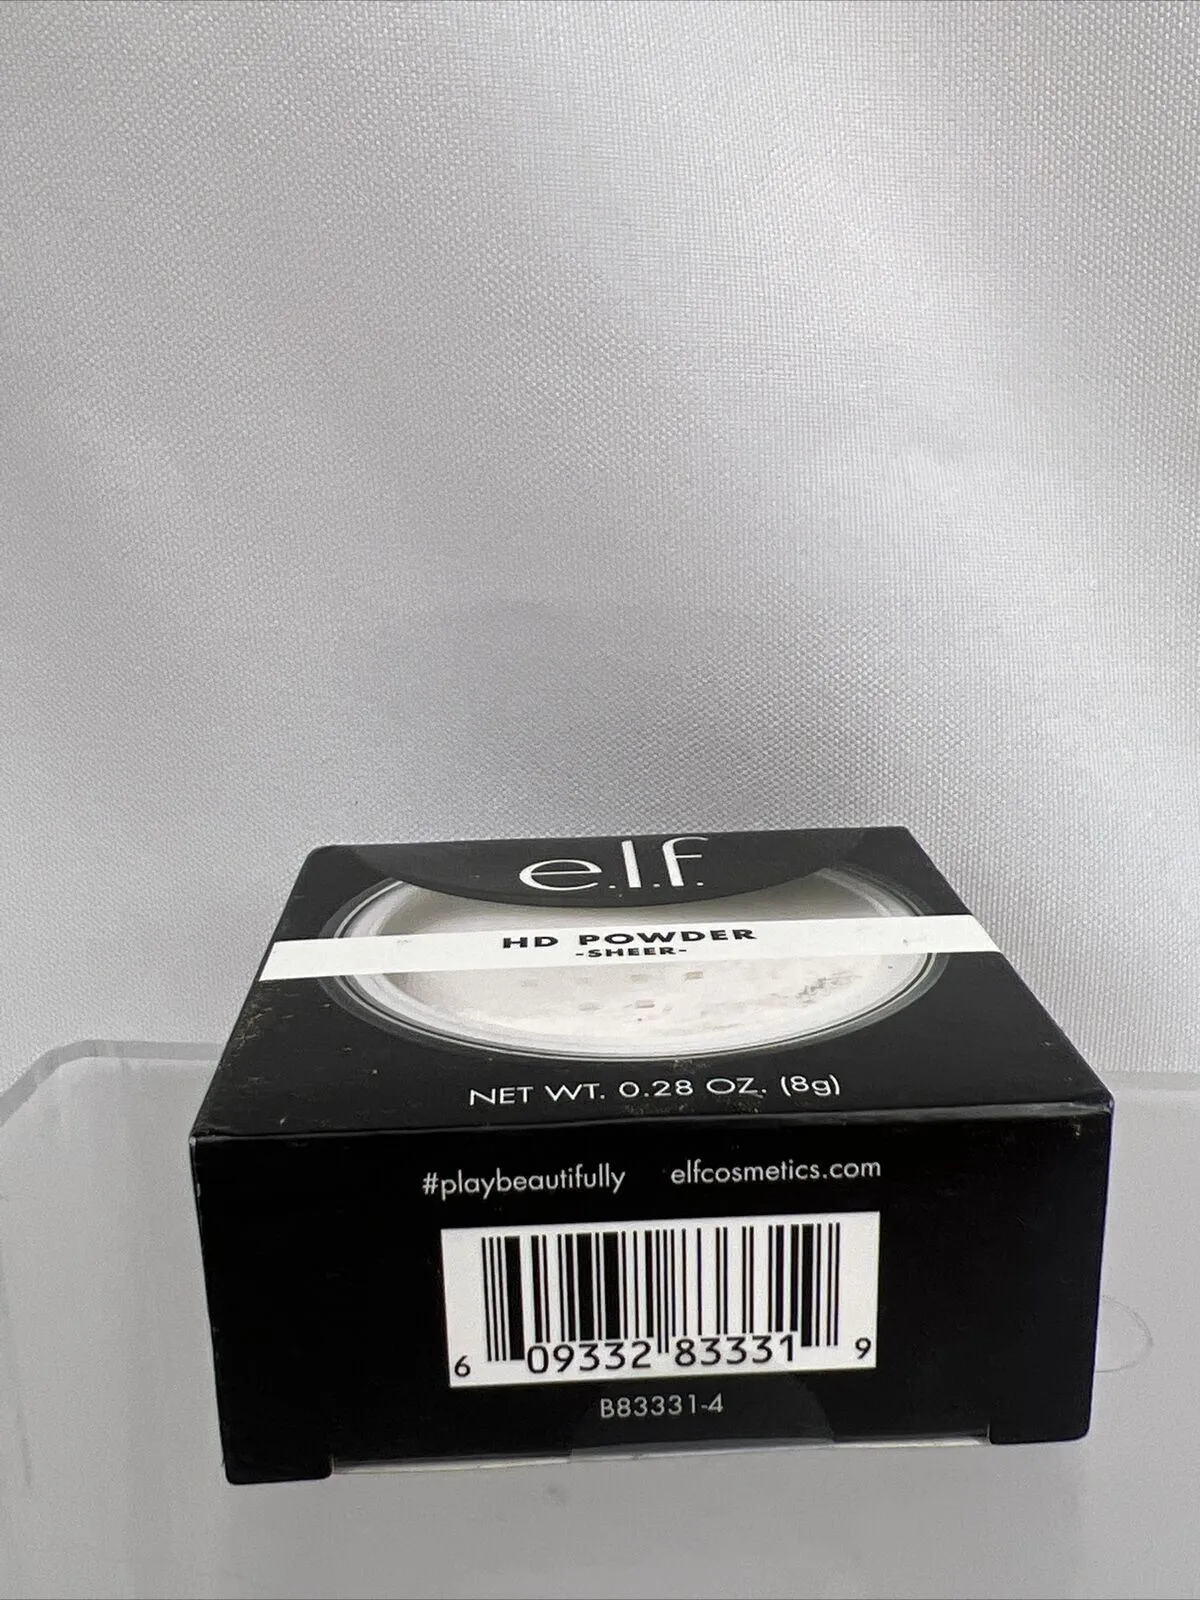 e.l.f.
HD POWDER
-SHEER-
NET WT. 0.28 OZ. (8g)
#playbeautifully elfcosmetics.com
6 09332 83331 9
B83331-4